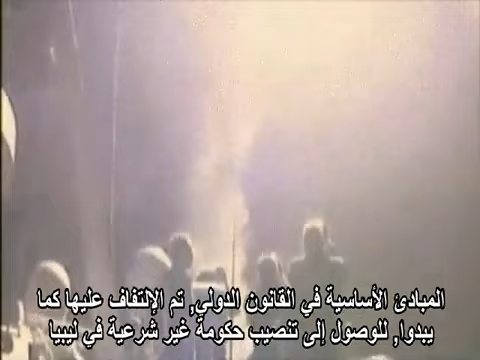 المبادئ الأساسية في القانون الدولي, تم الإلتفاف عليها كما
يبدوا, للوصول إلى تنصيب حكومة غير شرعية في ليبيا